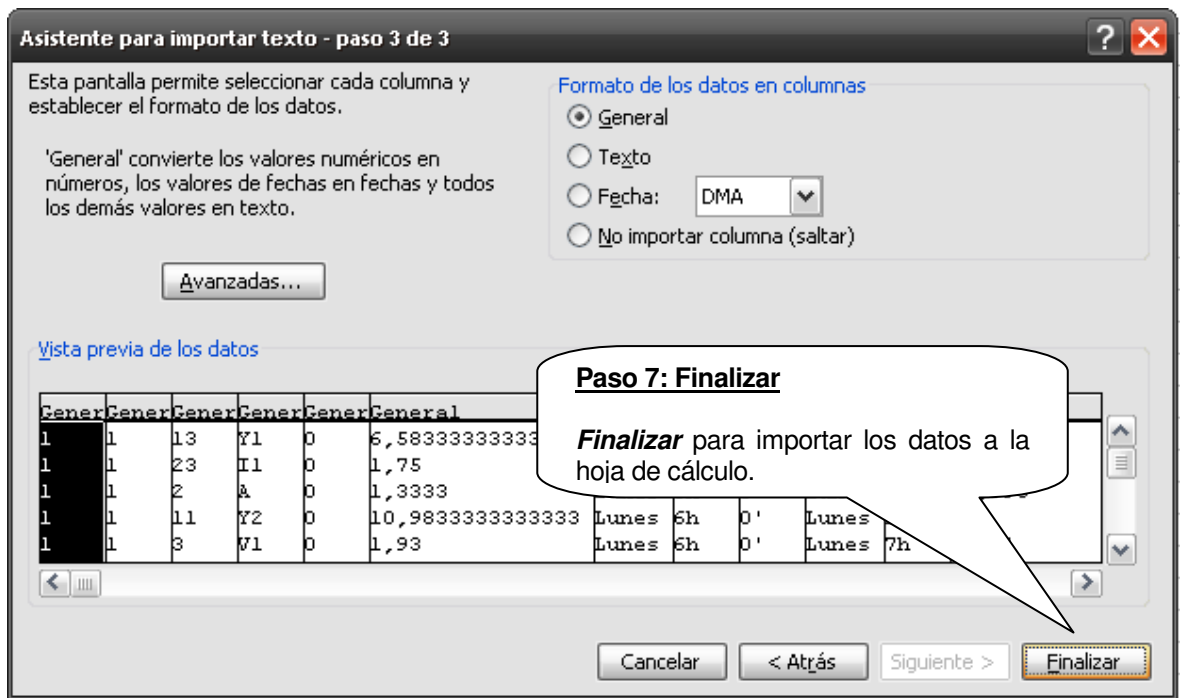 Asistente para importar texto - paso 3 de 3
Esta pantalla permite seleccionar cada columna y
establecer el formato de los datos.
'General' convierte los valores numéricos en
números, los valores de fechas en fechas y todos
los demás valores en texto.
Avanzadas...
Formato de los datos en columnas
General
Texto
Fecha: DMA
No importar columna (saltar)
Vista previa de los datos
Paso 7: Finalizar
Finalizar para importar los datos a la
hoja de cálculo.
Gener Gener Gener Gener Gener General
1 1 13 Y1 0 6,58333333333
1 1 23 I1 0 1,75
1 1 2 A 0 1,3333
1 1 11 Y2 0 10,9833333333333 Lunes 6h 0' Lunes
1 1 3 V1 0 1,93 Lunes 6h 0' Lunes 7h
Cancelar
< Atrás
Siguiente >
Finalizar